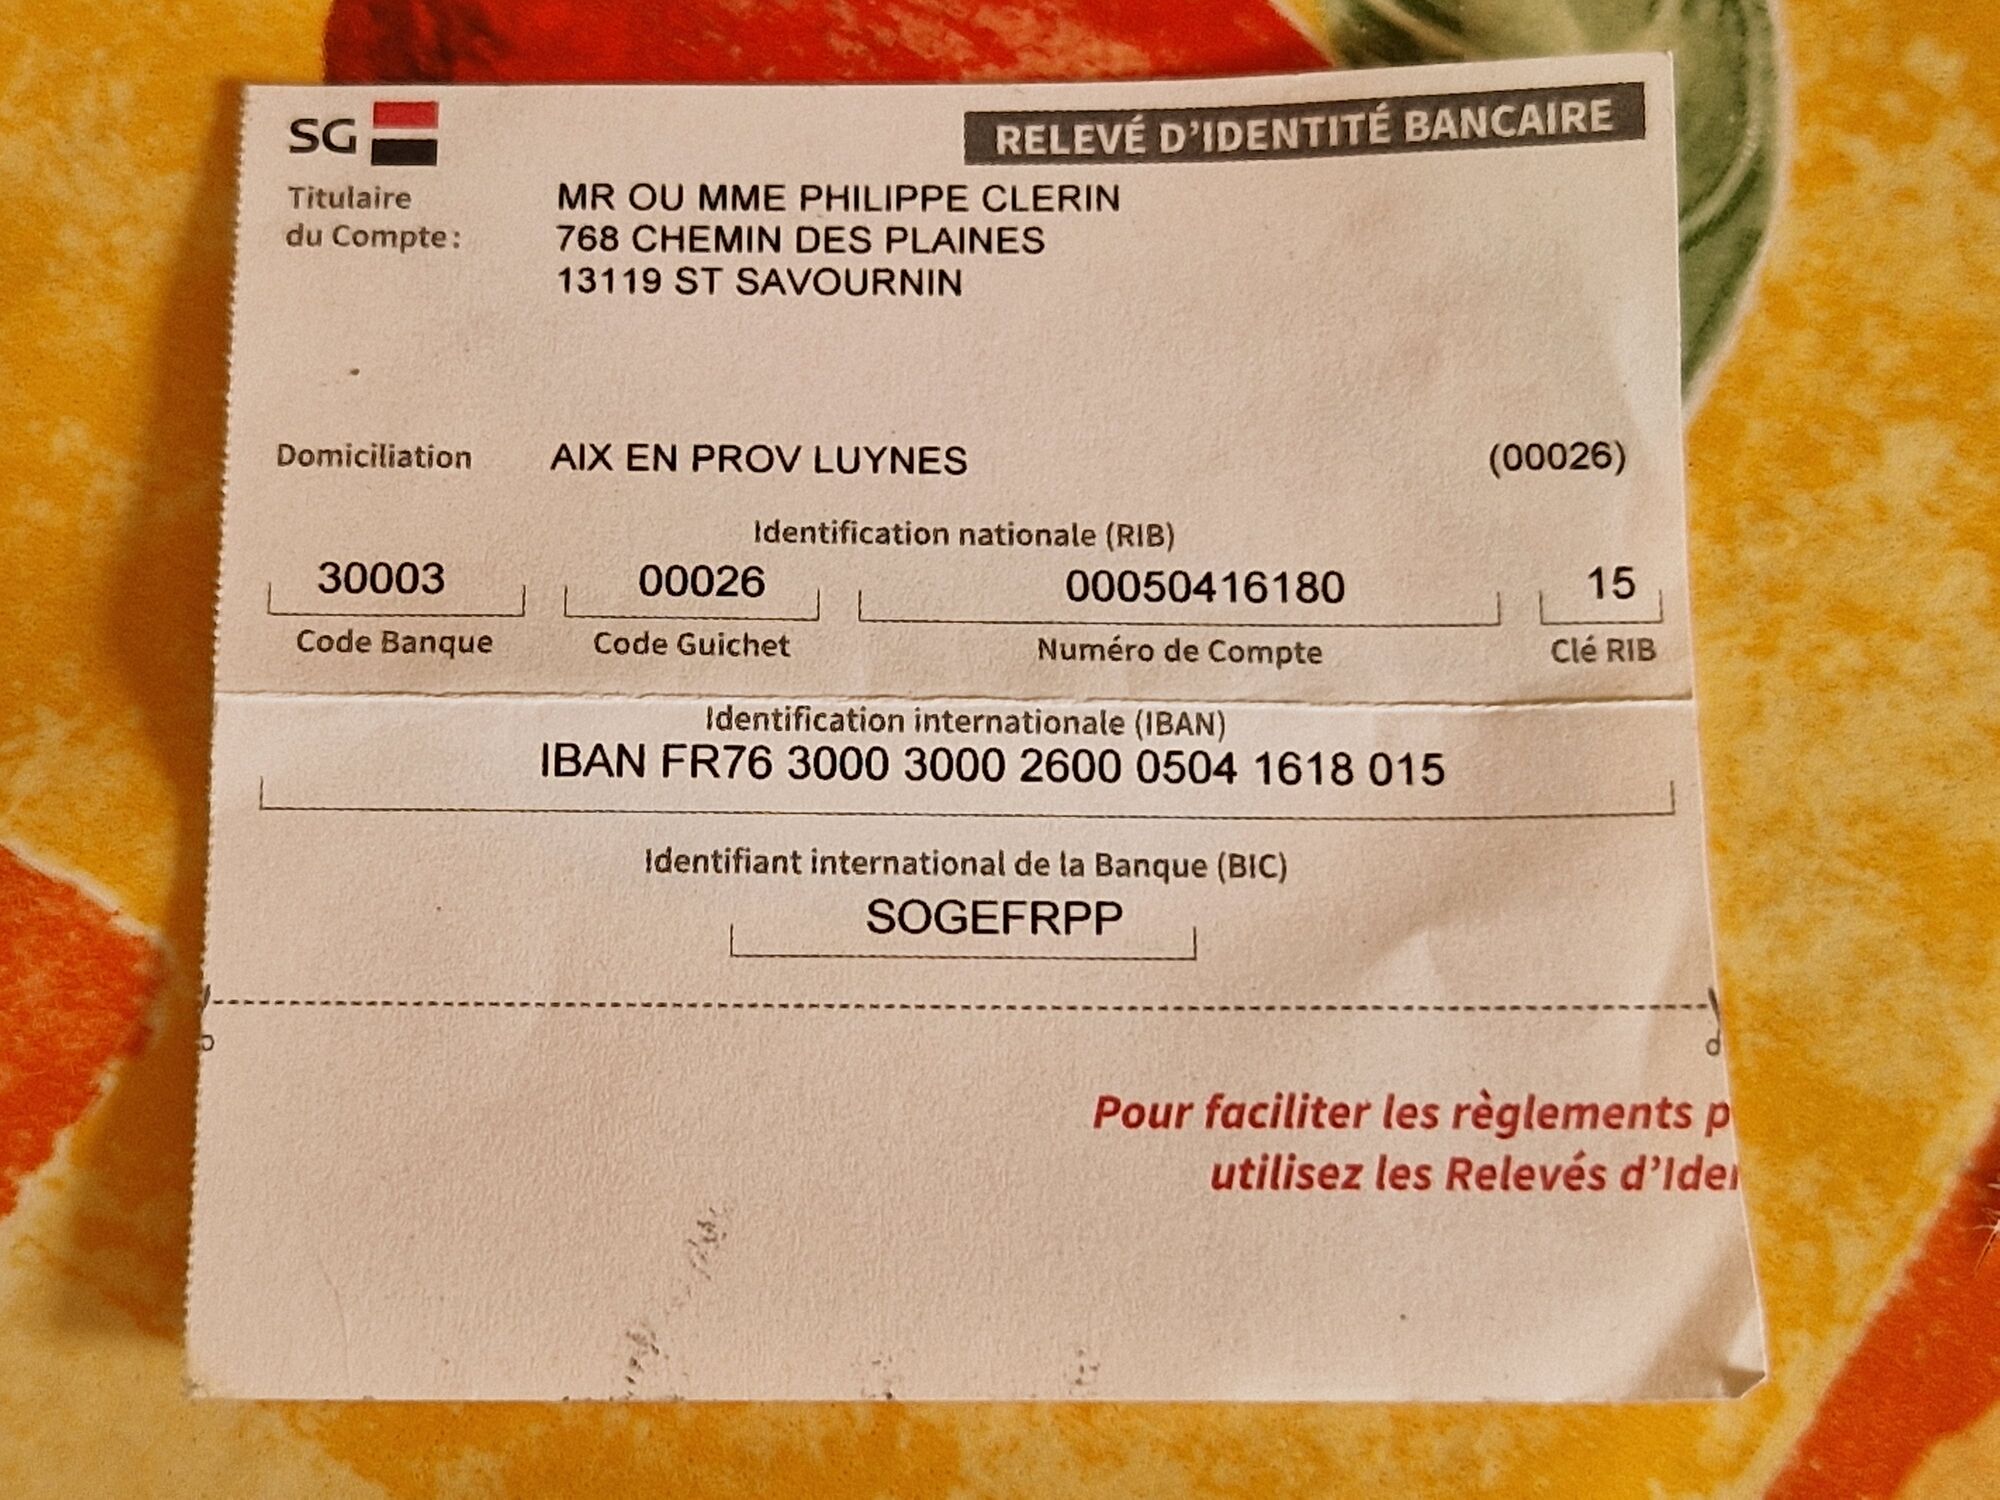 SG
RELEVÉ D'IDENTITÉ BANCAIRE
Titulaire
du Compte :
MR OU MME PHILIPPE CLERIN
768 CHEMIN DES PLAINES
13119 ST SAVOURNIN
Domiciliation AIX EN PROV LUYNES (00026)
Identification nationale (RIB)
30003 00026 00050416180 15
Code Banque Code Guichet Numéro de Compte Clé RIB
Identification internationale (IBAN)
IBAN FR76 3000 3000 2600 0504 1618 015
Identifiant international de la Banque (BIC)
SOGEFRPP
Pour faciliter les règlements p
utilisez les Relevés d'Iden